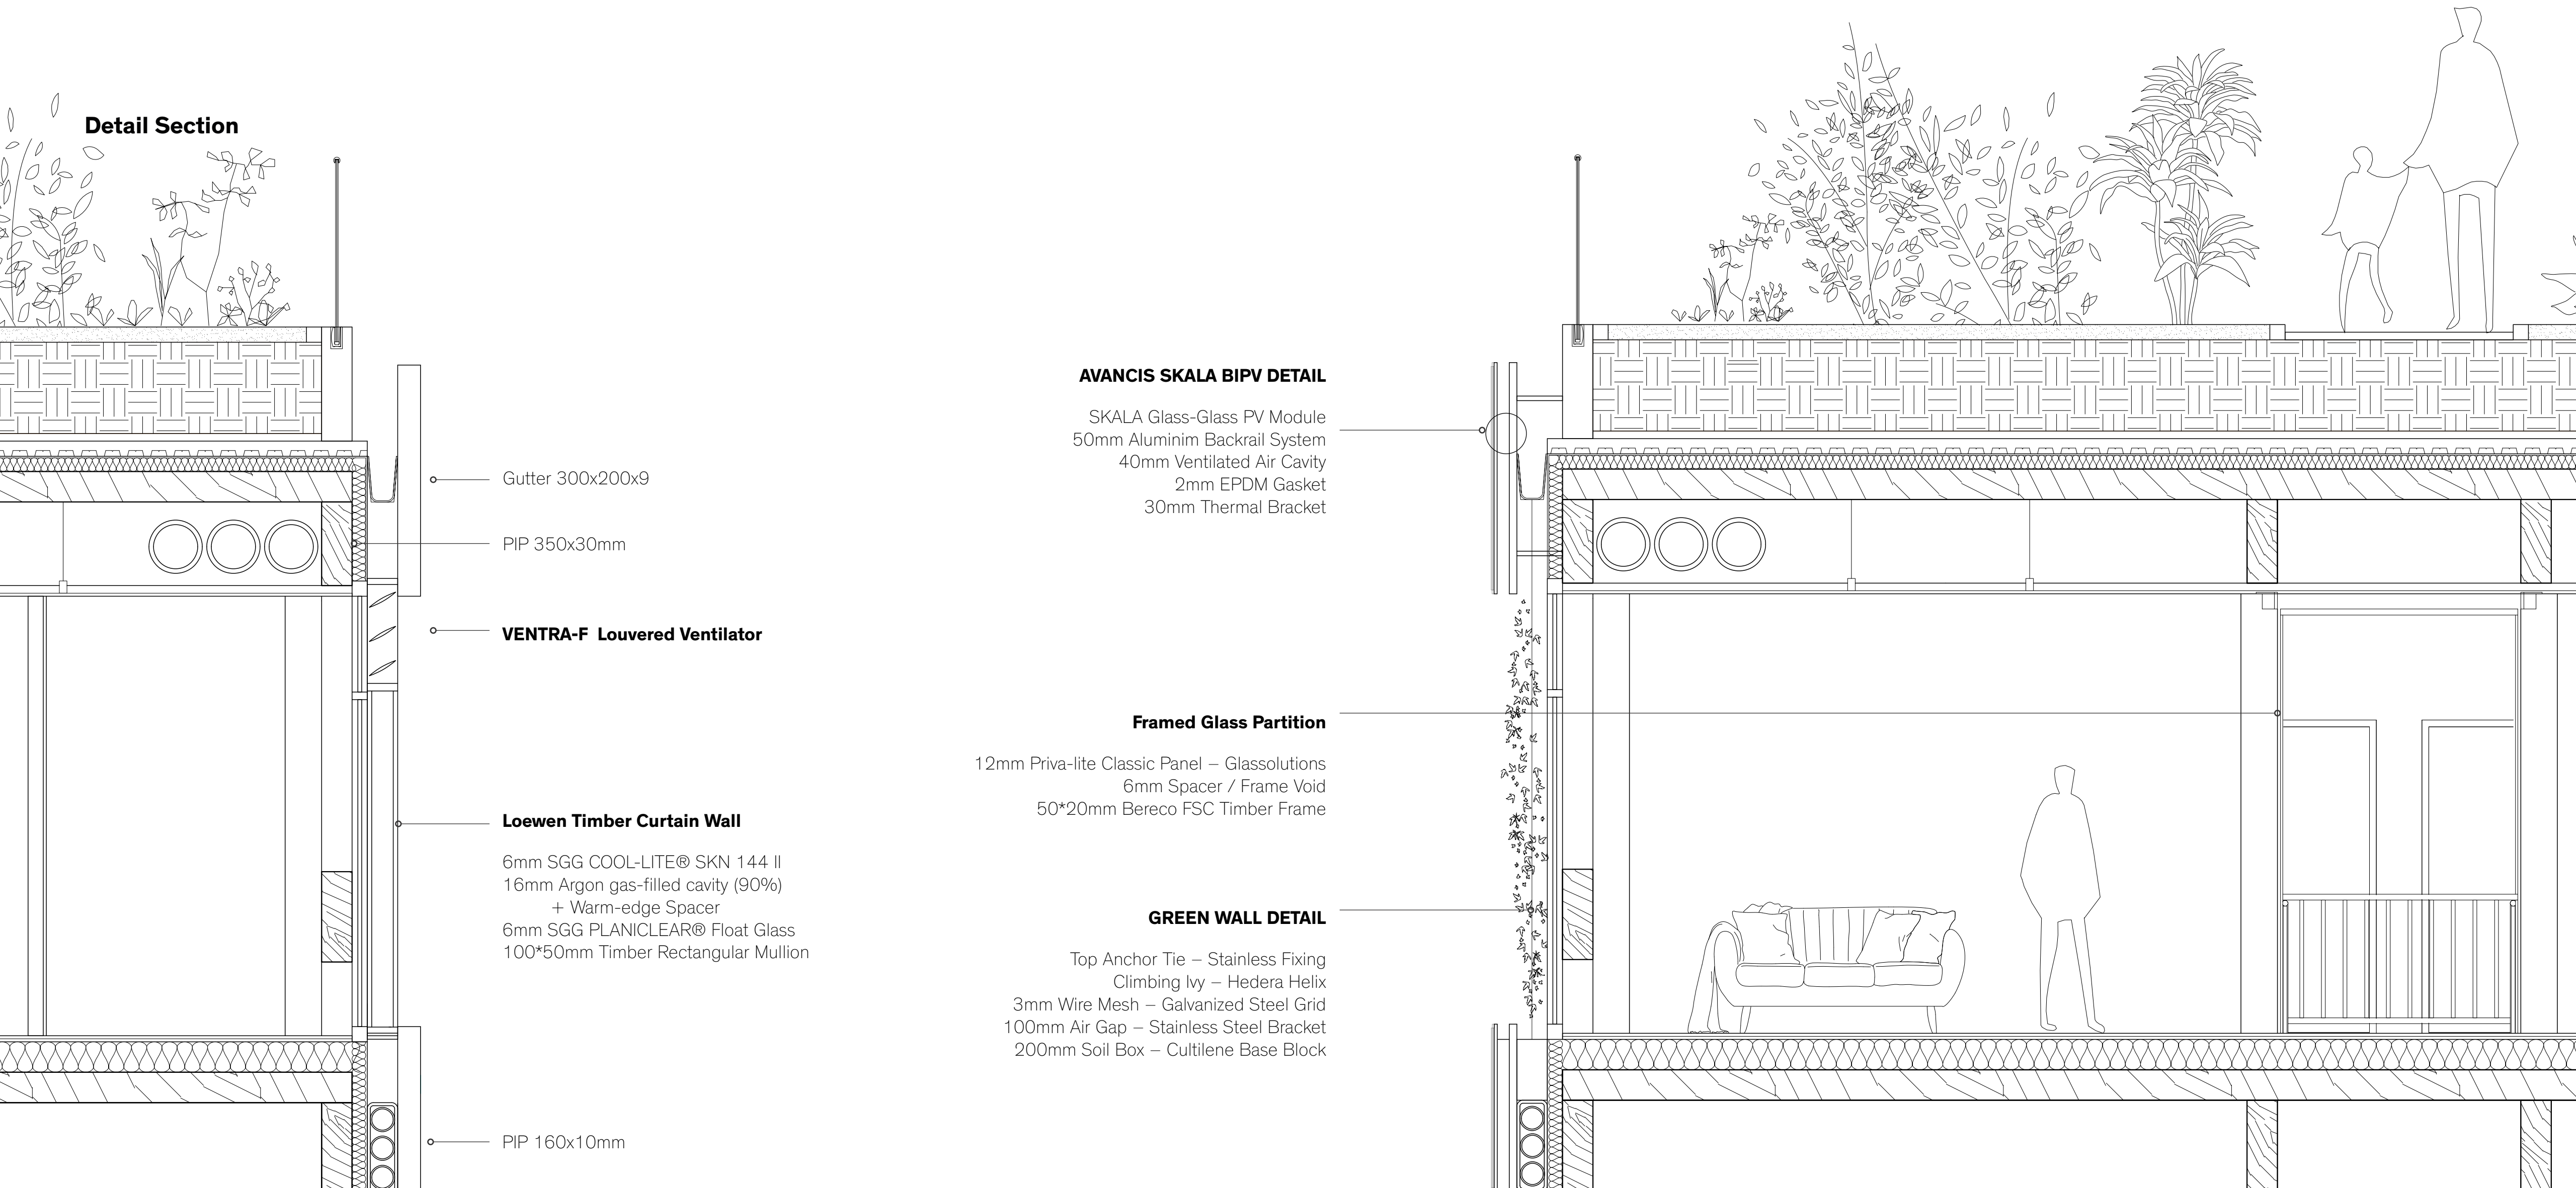 Detail Section
Gutter 300x200x9
PIP 350x30mm
VENTRA-F  Louvered Ventilator
Loewen Timber Curtain Wall
6mm SGG COOL-LITE® SKN 144 II
16mm Argon gas-filled cavity (90%)
+ Warm-edge Spacer
6mm SGG PLANICLEAR® Float Glass
100*50mm Timber Rectangular Mullion
PIP 160x10mm
AVANCIS SKALA BIPV DETAIL
SKALA Glass-Glass PV Module
50mm Aluminim Backrail System
40mm Ventilated Air Cavity
2mm EPDM Gasket
30mm Thermal Bracket
Framed Glass Partition
12mm Priva-lite Classic Panel – Glassolutions
6mm Spacer / Frame Void
50*20mm Bereco FSC Timber Frame
GREEN WALL DETAIL
Top Anchor Tie – Stainless Fixing
Climbing Ivy – Hedera Helix
3mm Wire Mesh – Galvanized Steel Grid
100mm Air Gap – Stainless Steel Bracket
200mm Soil Box – Cultilene Base Block